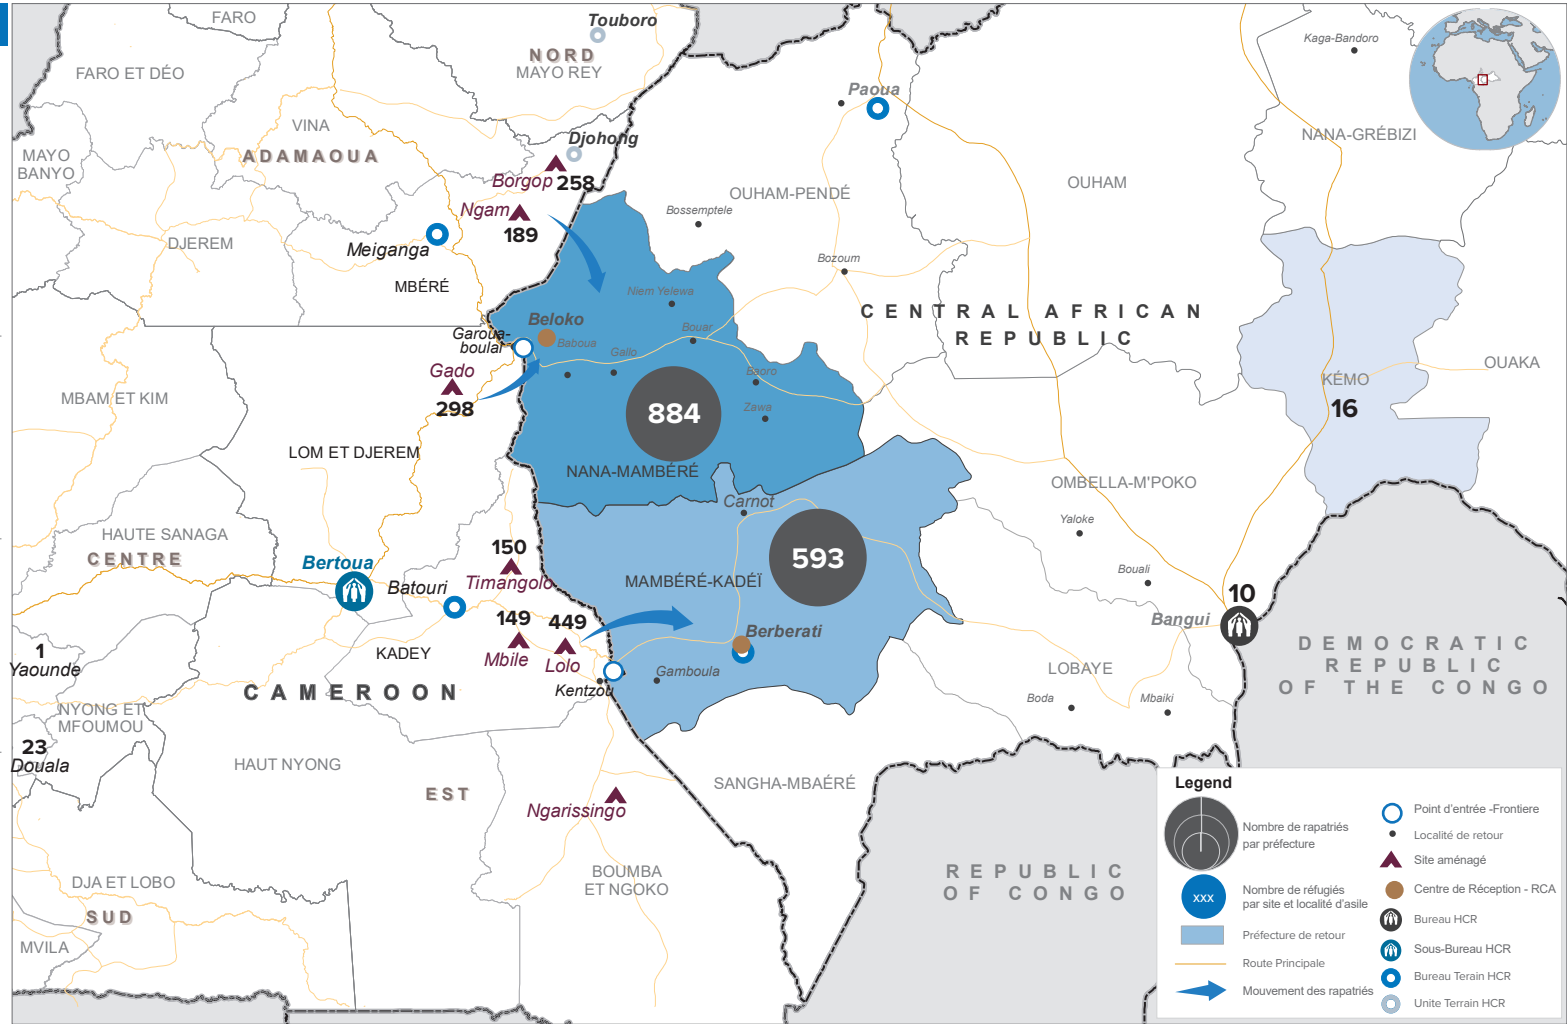 FARO
Touboro
NORD
MAYO REY
FARO ET DÉO
Kaga-Bandoro
Paoua
VINA
ADAMAOUA
MAYO
BANYO
Djohong
NANA-GRÉBIZI
Borgop 258
OUHAM-PENDÉ
OUHAM
Ngam
189
Bossemptele
DJEREM
Meiganga
MBÉRÉ
Bozoum
Niem Yelewa
CENTRAL AFRICAN
REPUBLIC
Beloko
Garoua-
boulaï
Baboua
Bouar
Gallo
Gado
298
Baoro
Zawa
884
KÉMO
16
OUAKA
MBAM ET KIM
LOM ET DJEREM
NANA-MAMBÉRÉ
OMBELLA-M'POKO
Carnot
Yaloke
HAUTE SANAGA
CENTRE
Bertoua
Batouri
150
Timangolo
593
MAMBÉRÉ-KADÉÏ
Bouali
10
Bangui
149
Mbile
449
Lolo
Berberati
KADEY
1
Yaounde
Gamboula
Kentzou
LOBAYE
Boda
Mbaiki
DEMOCRATIC
REPUBLIC
OF THE CONGO
CAMEROON
NYONG ET
MFOUMOU
23
Douala
HAUT NYONG
EST
SANGHA-MBAÉRÉ
Ngarissingo
BOUMBA
ET NGOKO
REPUBLIC
OF CONGO
DJA ET LOBO
SUD
MVILA
Legend
Nombre de rapatriés
par préfecture
xxx
Nombre de réfugiés
par site et localité d'asile
Préfecture de retour
Route Principale
Mouvement des rapatriés
Point d'entrée -Frontiere
Localité de retour
Site aménagé
Centre de Réception - RCA
Bureau HCR
Sous-Bureau HCR
Bureau Terrain HCR
Unite Terrain HCR